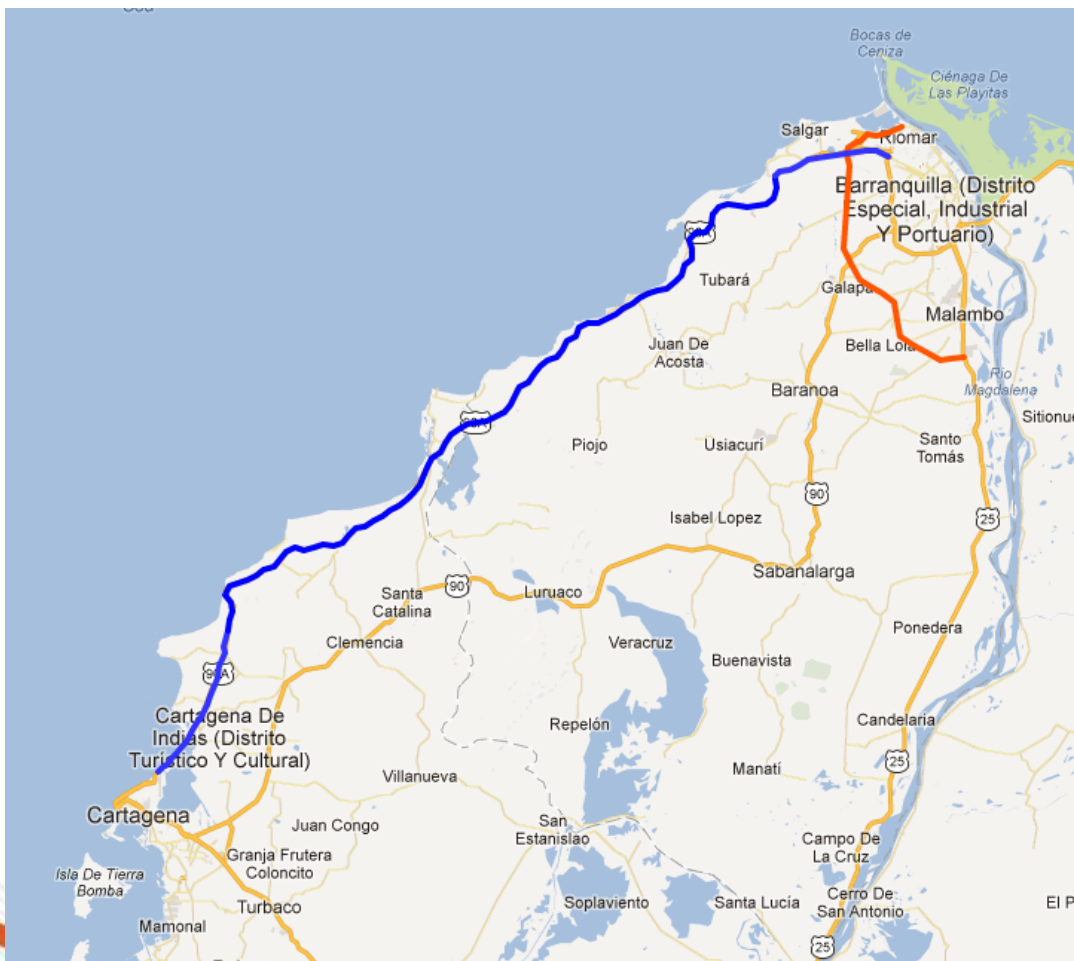 Bocas de
Ceniza
Ciénaga De
Las Playitas
Salgar
Riomar
Barranquilla (Distrito
Especial, Industrial
Y Portuario)
Tubará
Galapa
Malambo
Juan De
Acosta
Bella
Rio
Magdalena
Baranoa
Sitionue
Piojo
Usiacurí
Santo
Tomás
90
Isabel Lopez
25
Sabanalarga
90
Santa
Catalina
Luruaco
Clemencia
Veracruz
Ponedera
Buenavista
90A
Cartagena De
Indias (Distrito
Turístico Y Cultural)
Repelón
Candelaria
25
Manatí
Villanueva
Cartagena
Juan Congo
San
Estanislao
Campo De
La Cruz
Granja Frutera
Coloncito
Isla De Tierra
Bomba
Turbaco
Soplaviento
Santa Lucía
Cerro De
San Antonio
El P
Mamonal
25